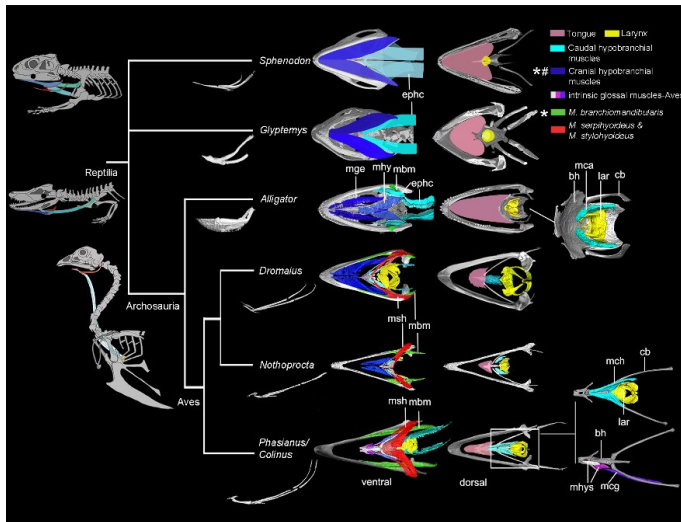 Tongue Larynx
Caudal hypobranchial
muscles
*# Cranial hypobranchial
muscles
intrinsic glossal muscles-Aves
* M. branchiomandibularis
M. serpihyoideus &
M. stylohyoideus
Sphenodon
ephc
Glyptemys
Reptilia
mge mhy mbm
ephc
Alligator
bh mca lar cb
Dromaius
Archosauria
msh mbm
Nothoprocta
Aves
mch cb
lar
msh mbm
Phasianus/
Colinus
bh
ventral dorsal
mhys mcg